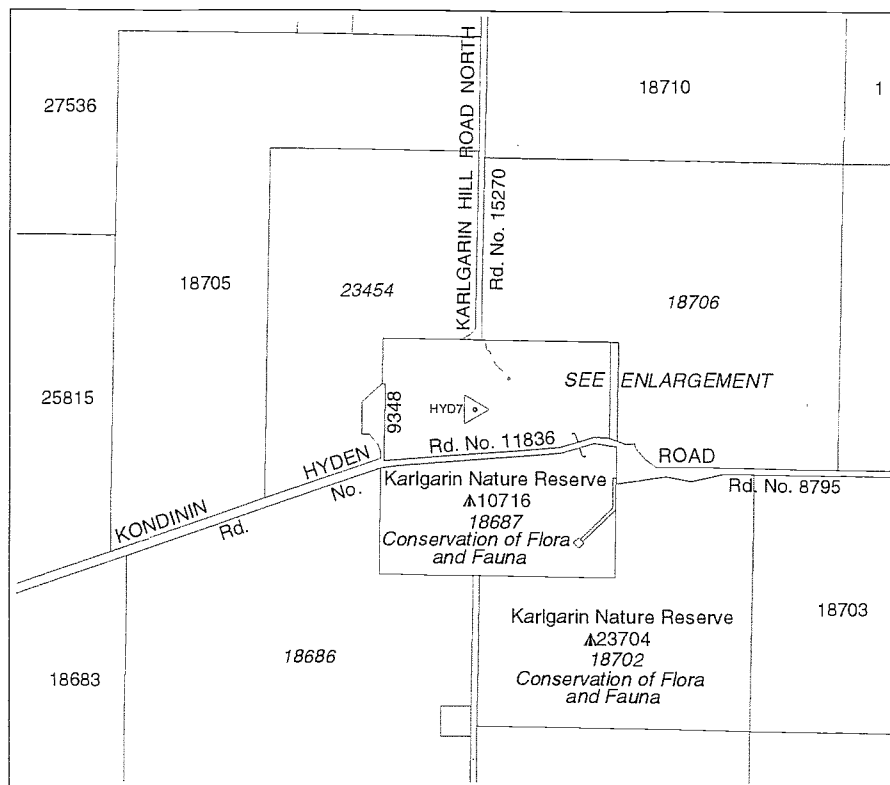 27536
18710
1
KARLGARIN HILL ROAD NORTH
Rd. No. 15270
18705
23454
18706
25815
SEE ENLARGEMENT
9348
HYD7
Rd. No. 11836
KONDININ HYDEN ROAD
Rd. No.
Rd. No. 8795
Karlgarin Nature Reserve
10716
18687
Conservation of Flora
and Fauna
Karlgarin Nature Reserve
23704
18702
Conservation of Flora
and Fauna
18703
18683
18686